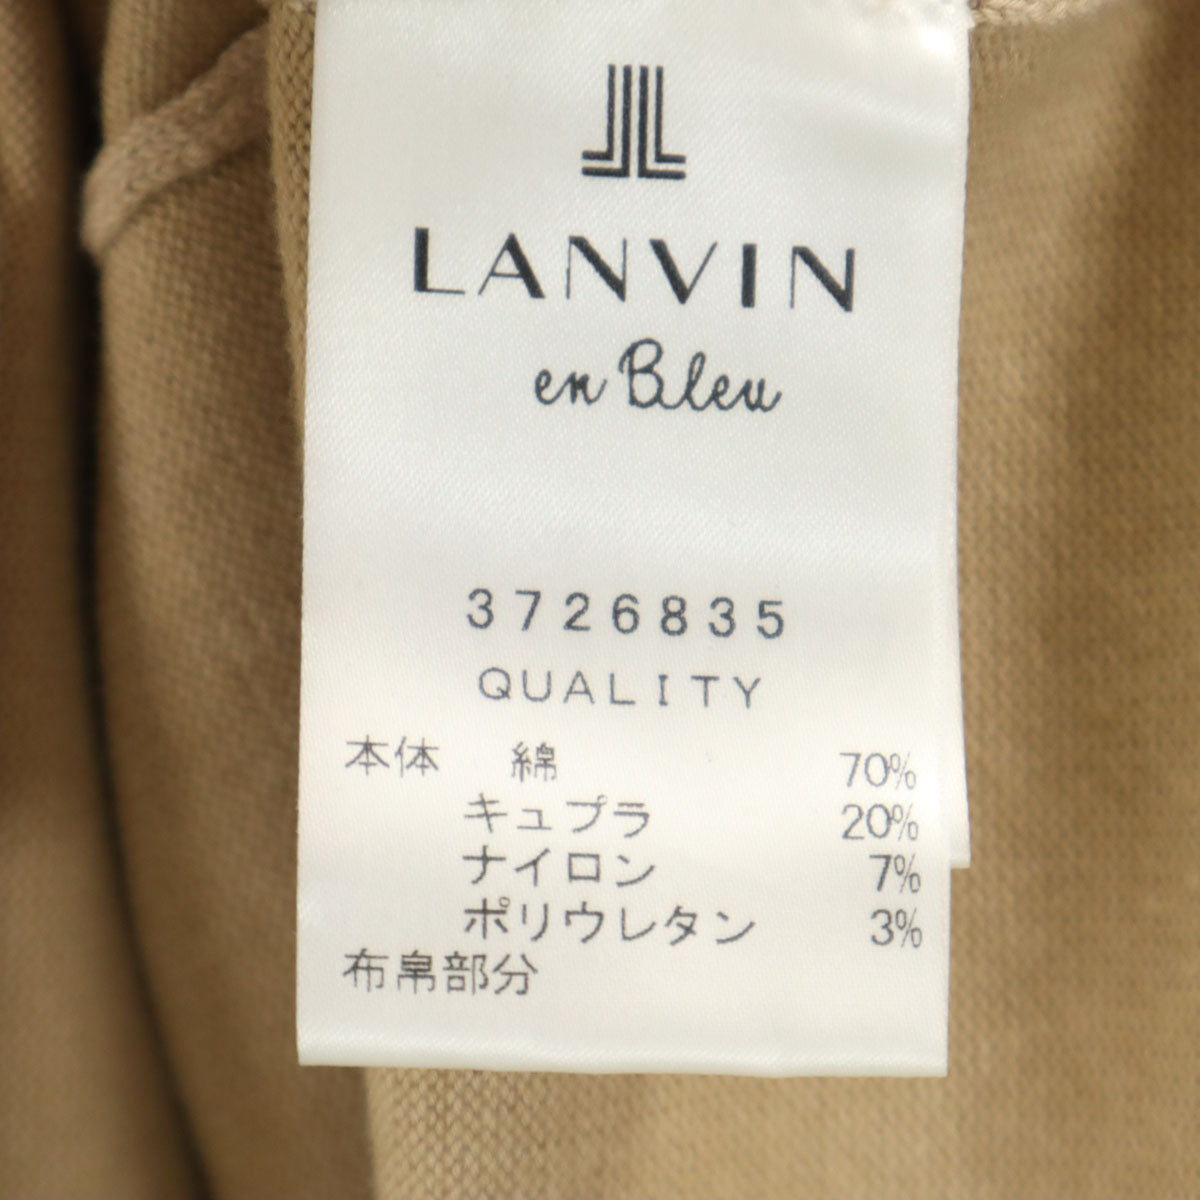 LANVIN
en Bleu
3726835
QUALITY
本体 綿 70%
キュプラ 20%
ナイロン 7%
ポリウレタン 3%
布帛部分